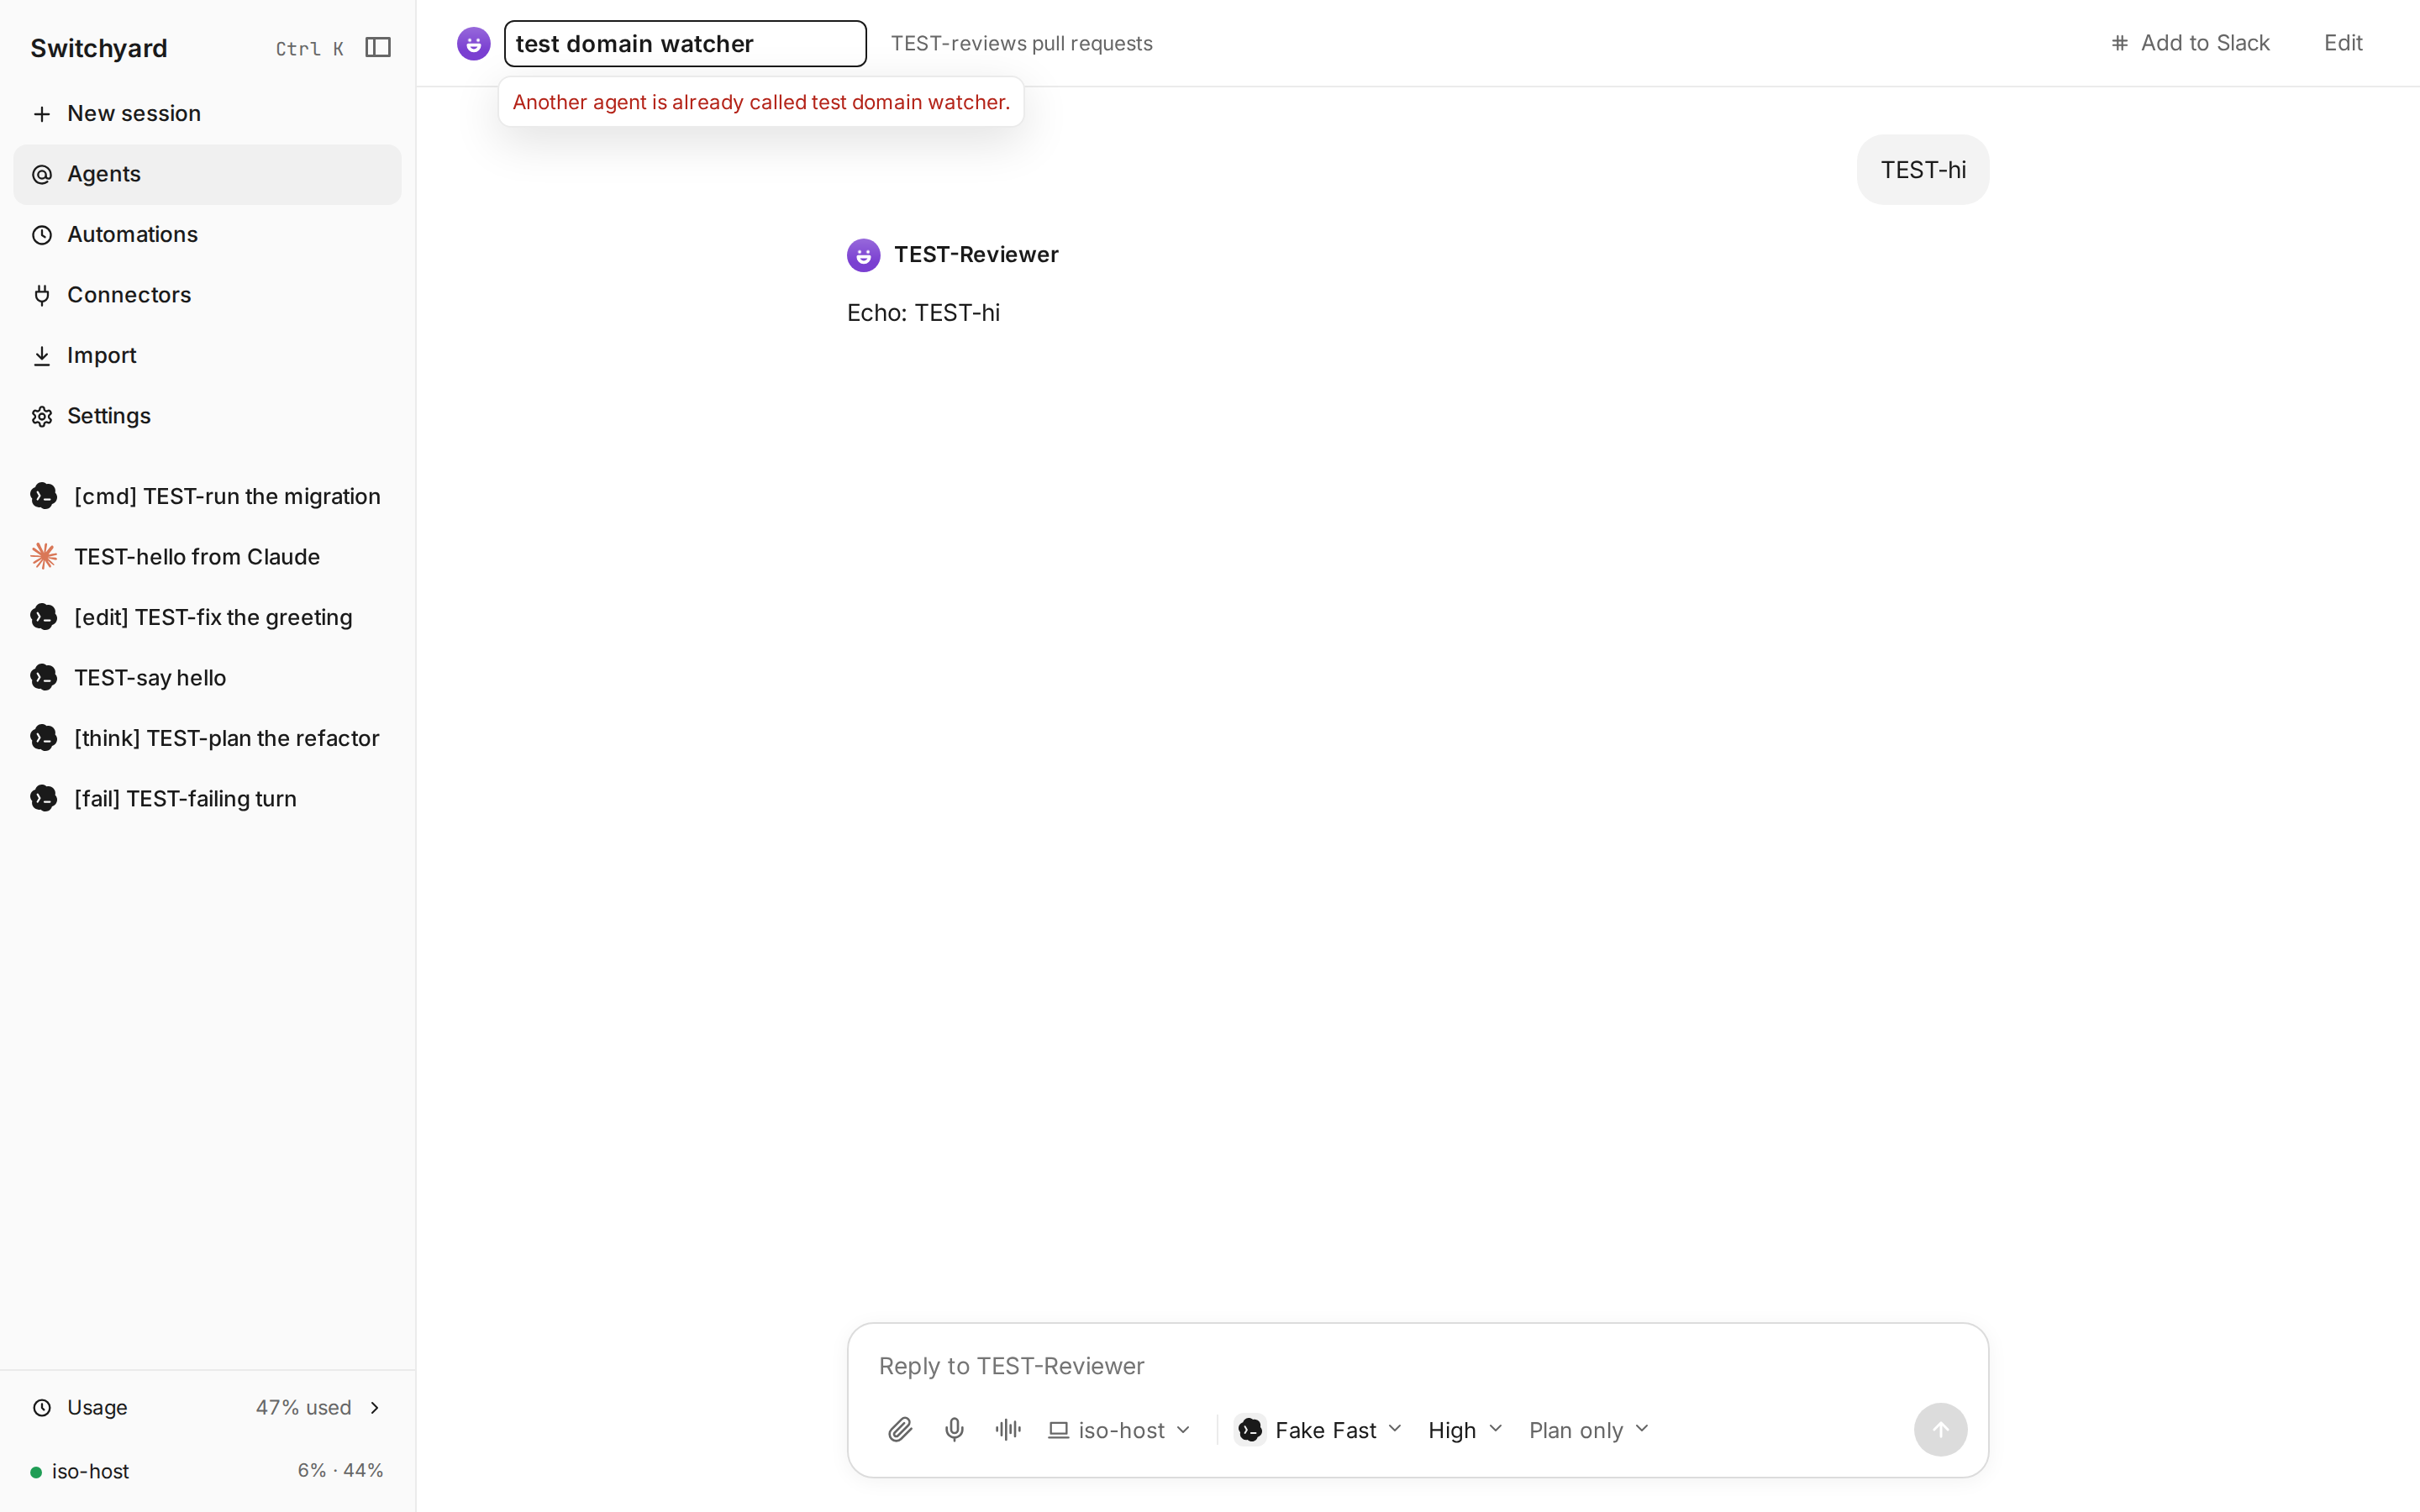 Switchyard
Ctrl K
New session
Agents
Automations
Connectors
Import
Settings
[cmd] TEST-run the migration
TEST-hello from Claude
[edit] TEST-fix the greeting
TEST-say hello
[think] TEST-plan the refactor
[fail] TEST-failing turn
Usage 47% used
iso-host 6% · 44%
test domain watcher
TEST-reviews pull requests
Add to Slack
Edit
Another agent is already called test domain watcher.
TEST-hi
TEST-Reviewer
Echo: TEST-hi
Reply to TEST-Reviewer
iso-host
Fake Fast
High
Plan only